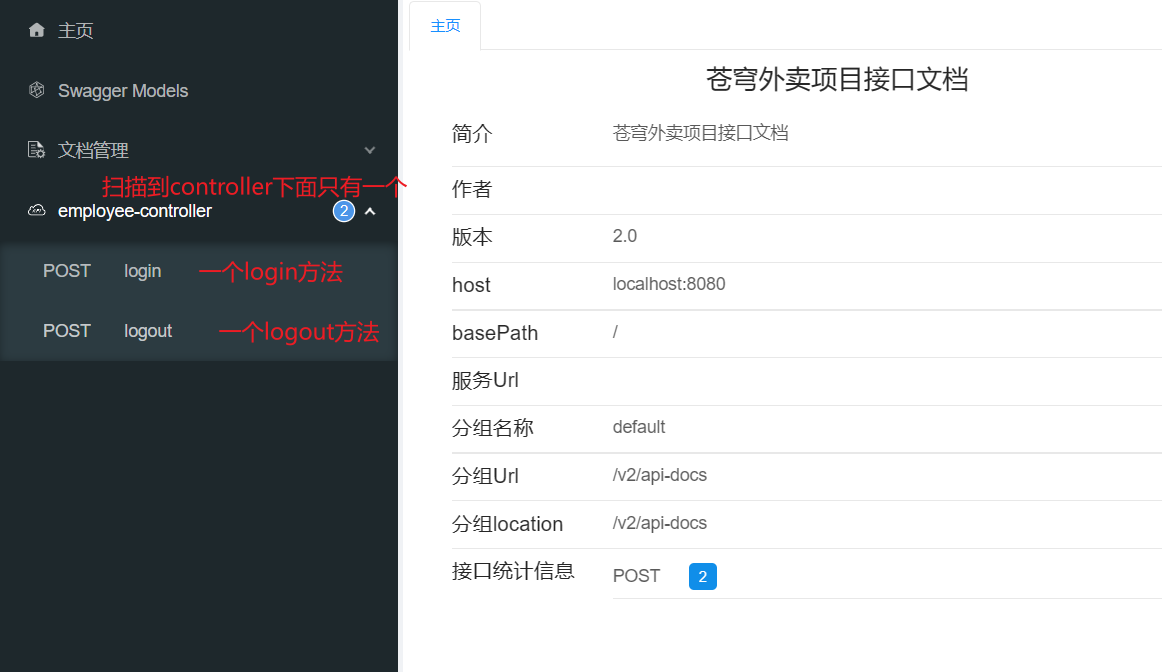 主页
Swagger Models
文档管理
扫描到controller下面只有一个
employee-controller 2
POST login 一个login方法
POST logout 一个logout方法
主页
苍穹外卖项目接口文档
简介 苍穹外卖项目接口文档
作者
版本 2.0
host localhost:8080
basePath /
服务Url
分组名称 default
分组Url /v2/api-docs
分组location /v2/api-docs
接口统计信息 POST 2